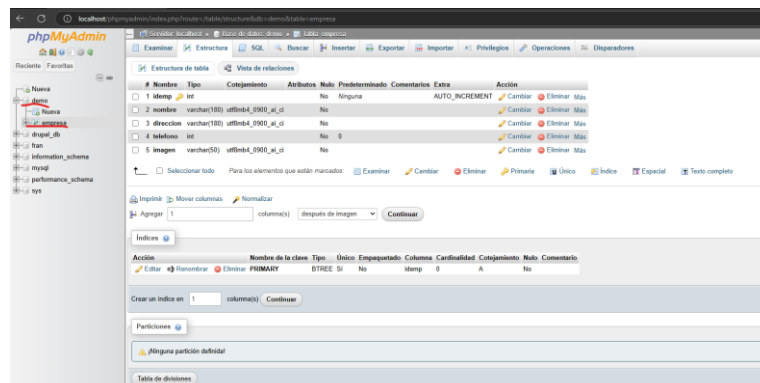 localhost/phpmyadmin/index.php?route=/table/structure&db=demo&table=empresa
phpMyAdmin
Reciente Favoritas
Nueva
demo
Nueva
empresa
drupal_db
fran
information_schema
mysql
performance_schema
sys
Servidor: localhost » Base de datos: demo » Tabla: empresa
Examinar Estructura SQL Buscar Insertar Exportar Importar Privilegios Operaciones Disparadores
Estructura de tabla Vista de relaciones
# Nombre Tipo Cotejamiento Atributos Nulo Predeterminado Comentarios Extra Acción
1 idemp int No Ninguna AUTO_INCREMENT Cambiar Eliminar Más
2 nombre varchar(100) utf8mb4_0900_ai_ci No Cambiar Eliminar Más
3 direccion varchar(100) utf8mb4_0900_ai_ci No Cambiar Eliminar Más
4 telefono int No 0 Cambiar Eliminar Más
5 imagen varchar(50) utf8mb4_0900_ai_ci No Cambiar Eliminar Más
Seleccionar todo Para los elementos que están marcados: Examinar Cambiar Eliminar Primaria Único Índice Espacial Texto completo
Imprimir Mover columnas Normalizar
Agregar 1 columna(s) después de imagen Continuar
Índices
Acción Nombre de la clave Tipo Único Empaquetado Columna Cardinalidad Cotejamiento Nulo Comentario
Editar Renombrar Eliminar PRIMARY BTREE Sí No idemp 0 A No
Crear un índice en 1 columna(s) Continuar
Particiones
¡Ninguna partición definida!
Tabla de divisiones